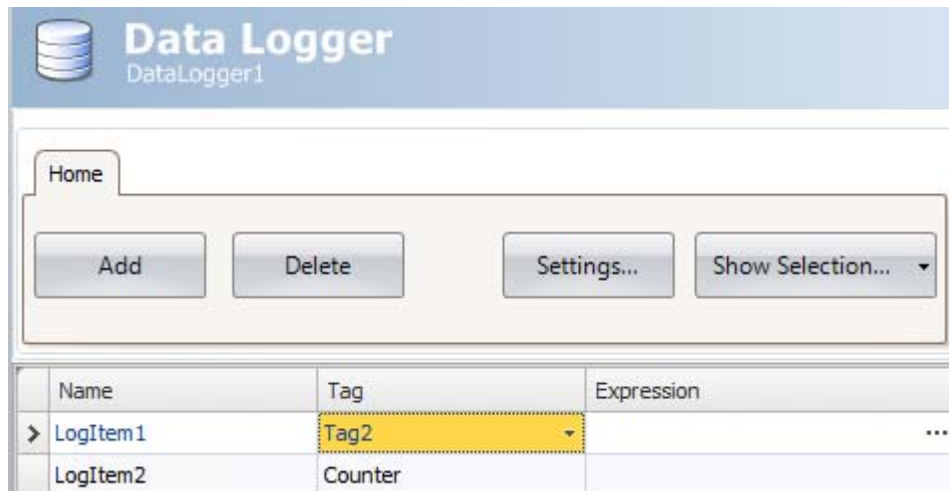 Data Logger
DataLogger1
Home
Add Delete Settings... Show Selection...
Name Tag Expression
LogItem1 Tag2 ...
LogItem2 Counter